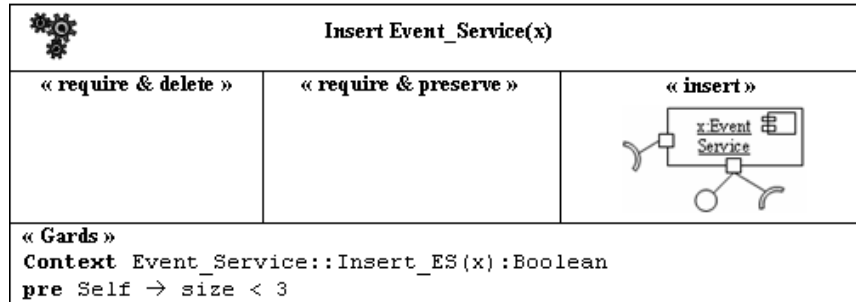 Insert Event_Service(x)
« require & delete »
« require & preserve »
« insert »
x:Event
Service
« Gards »
Context Event_Service::Insert_ES(x):Boolean
pre Self → size < 3